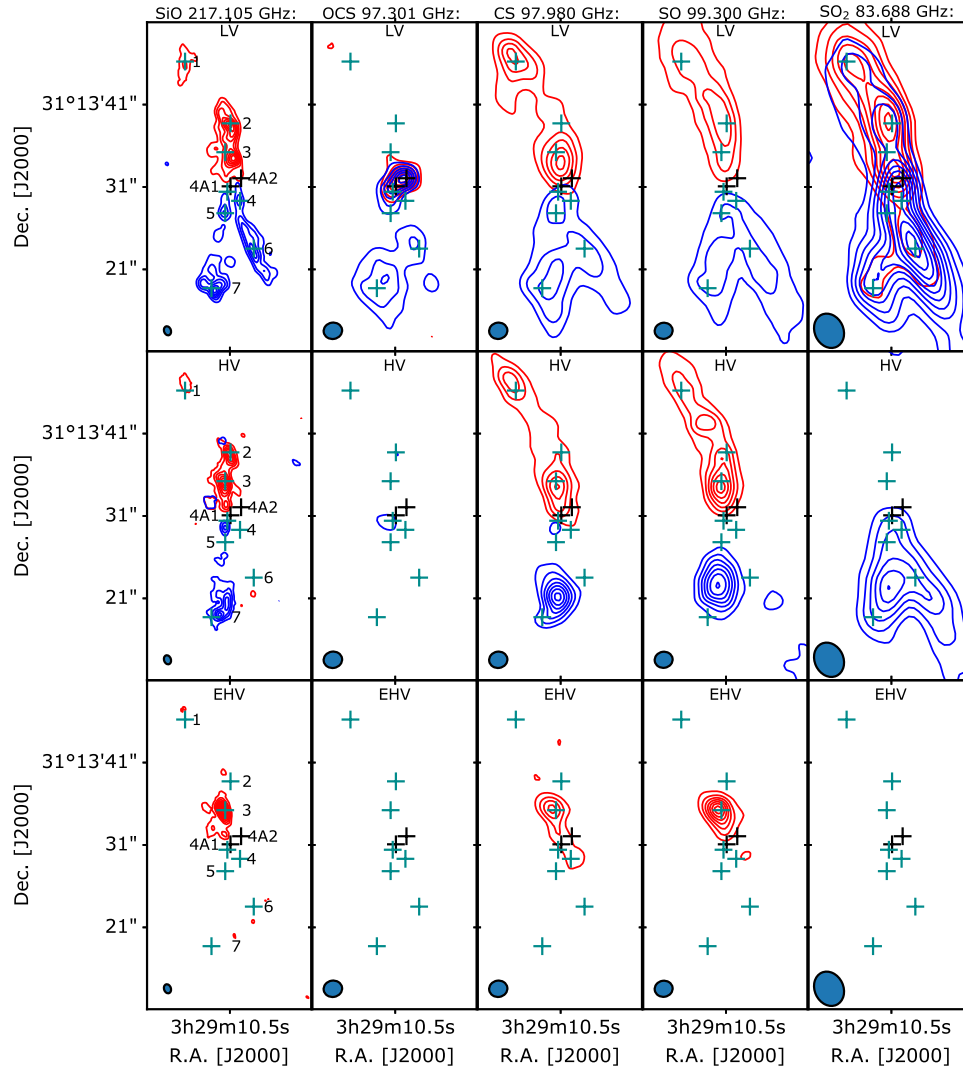 SiO 217.105 GHz: OCS 97.301 GHz: CS 97.980 GHz: SO 99.300 GHz: SO₂ 83.688 GHz:
LV LV LV LV LV
1
31°13'41"
2
3
4A2
31" 4A1
4
5
6
21"
7
Dec. [J2000]
HV HV HV HV HV
1
31°13'41"
2
3
4A2
31" 4A1
4
5
6
21"
7
Dec. [J2000]
EHV EHV EHV EHV EHV
1
31°13'41"
2
3
4A2
31" 4A1
4
5
6
21"
7
Dec. [J2000]
3h29m10.5s 3h29m10.5s 3h29m10.5s 3h29m10.5s 3h29m10.5s
R.A. [J2000] R.A. [J2000] R.A. [J2000] R.A. [J2000] R.A. [J2000]